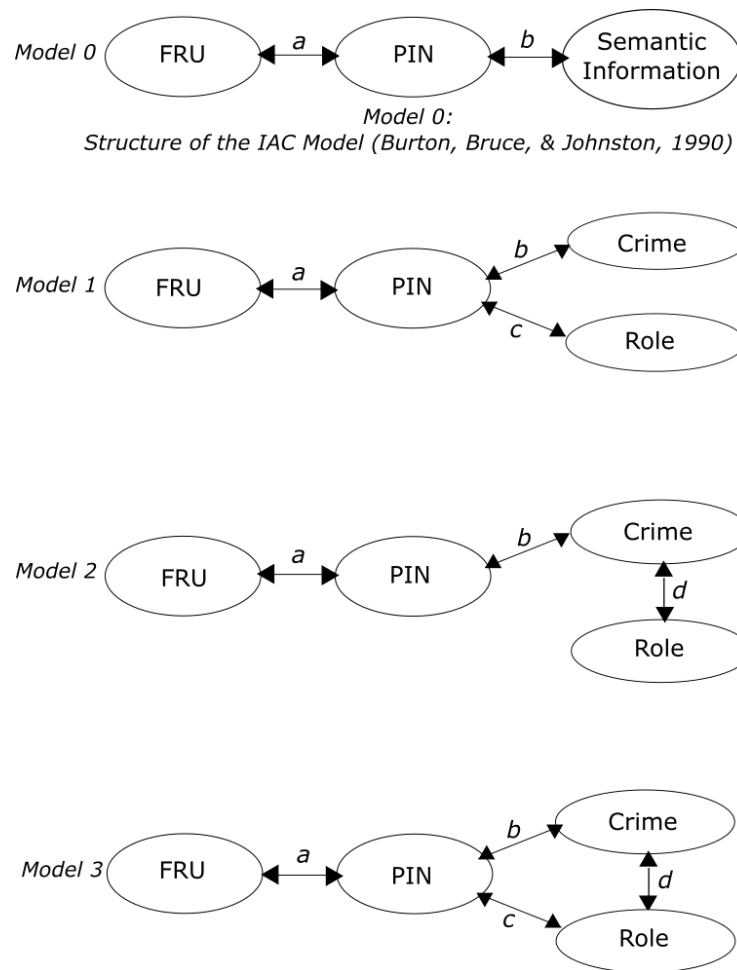 Model 0
FRU
a
PIN
b
Semantic
Information
Model 0:
Structure of the IAC Model (Burton, Bruce, & Johnston, 1990)
Model 1
FRU
a
PIN
b
Crime
c
Role
Model 2
FRU
a
PIN
b
Crime
d
Role
Model 3
FRU
a
PIN
b
Crime
d
c
Role